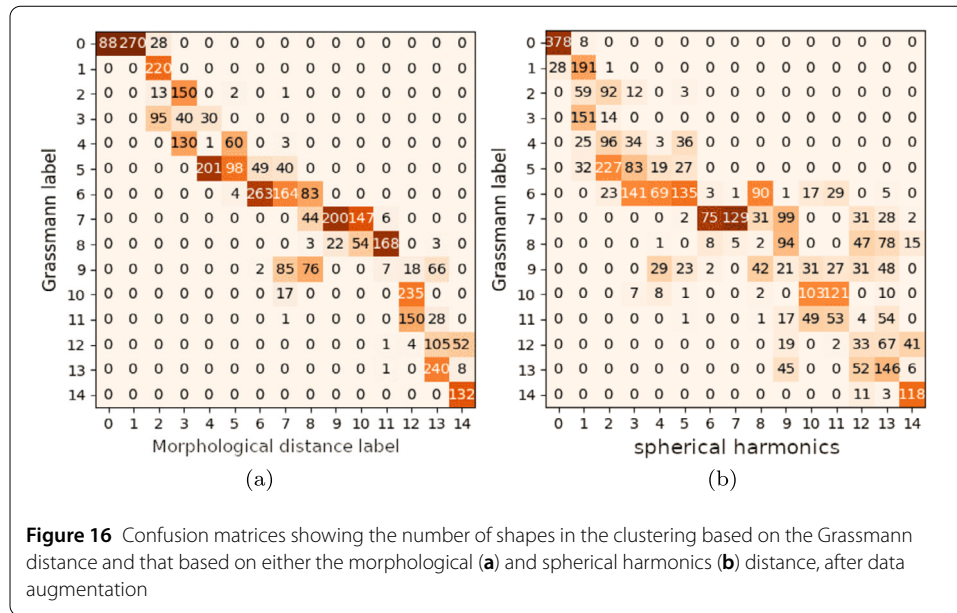 Grassmann label
0 88 270 28 0 0 0 0 0 0 0 0 0 0 0 0
1 0 0 220 0 0 0 0 0 0 0 0 0 0 0 0
2 0 0 13 150 0 2 0 1 0 0 0 0 0 0 0
3 0 0 95 40 30 0 0 0 0 0 0 0 0 0 0
4 0 0 0 130 1 60 0 3 0 0 0 0 0 0 0
5 0 0 0 0 201 98 49 40 0 0 0 0 0 0 0
6 0 0 0 0 0 4 263 164 83 0 0 0 0 0 0
7 0 0 0 0 0 0 0 0 44 200 147 6 0 0 0
8 0 0 0 0 0 0 0 0 3 22 54 168 0 3 0
9 0 0 0 0 0 0 2 85 76 0 0 7 18 66 0
10 0 0 0 0 0 0 0 17 0 0 0 0 235 0 0
11 0 0 0 0 0 0 0 1 0 0 0 0 150 28 0
12 0 0 0 0 0 0 0 0 0 0 0 1 4 105 52
13 0 0 0 0 0 0 0 0 0 0 0 1 0 240 8
14 0 0 0 0 0 0 0 0 0 0 0 0 0 0 132
0 1 2 3 4 5 6 7 8 9 10 11 12 13 14
Morphological distance label
(a)
Grassmann label
0 378 8 0 0 0 0 0 0 0 0 0 0 0 0 0
1 28 191 1 0 0 0 0 0 0 0 0 0 0 0 0
2 0 59 92 12 0 3 0 0 0 0 0 0 0 0 0
3 0 151 14 0 0 0 0 0 0 0 0 0 0 0 0
4 0 25 96 34 3 36 0 0 0 0 0 0 0 0 0
5 0 32 227 83 19 27 0 0 0 0 0 0 0 0 0
6 0 0 23 141 69 135 3 1 90 1 17 29 0 5 0
7 0 0 0 0 0 2 75 129 31 99 0 0 31 28 2
8 0 0 0 0 1 0 8 5 2 94 0 0 47 78 15
9 0 0 0 0 29 23 2 0 42 21 31 27 31 48 0
10 0 0 0 7 8 1 0 0 2 0 103 121 0 10 0
11 0 0 0 0 0 1 0 0 1 17 49 53 4 54 0
12 0 0 0 0 0 0 0 0 0 19 0 2 33 67 41
13 0 0 0 0 0 0 0 0 0 45 0 0 52 146 6
14 0 0 0 0 0 0 0 0 0 0 0 0 11 3 118
0 1 2 3 4 5 6 7 8 9 10 11 12 13 14
spherical harmonics
(b)
Figure 16 Confusion matrices showing the number of shapes in the clustering based on the Grassmann
distance and that based on either the morphological (a) and spherical harmonics (b) distance, after data
augmentation